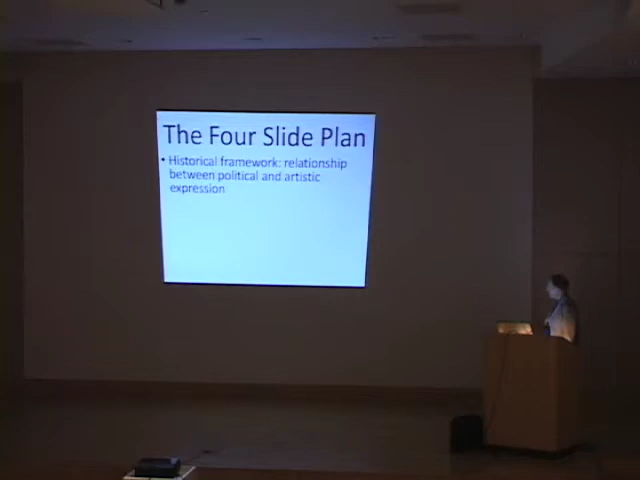 The Four Slide Plan
• Historical framework: relationship
between political and artistic
expression